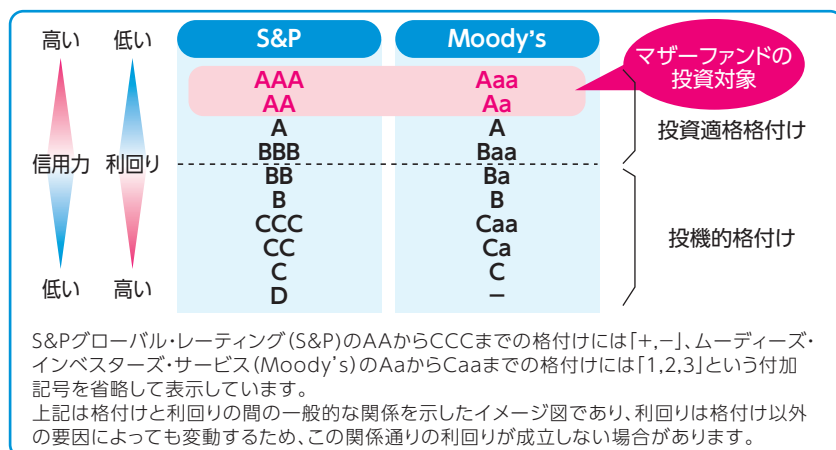 高い 低い S&P Moody's マザーファンドの
投資対象
AAA Aaa
AA Aa
A A
投資適格格付け
BBB Baa
信用力 利回り
BB Ba
B B
CCC Caa
投機的格付け
CC Ca
C C
低い 高い D −
S&Pグローバル・レーティング(S&P)のAAからCCCまでの格付けには「+,−」、ムーディーズ・
インベスターズ・サービス(Moody's)のAaからCaaまでの格付けには「1,2,3」という付加
記号を省略して表示しています。
上記は格付けと利回りの間の一般的な関係を示したイメージ図であり、利回りは格付け以外
の要因によっても変動するため、この関係通りの利回りが成立しない場合があります。